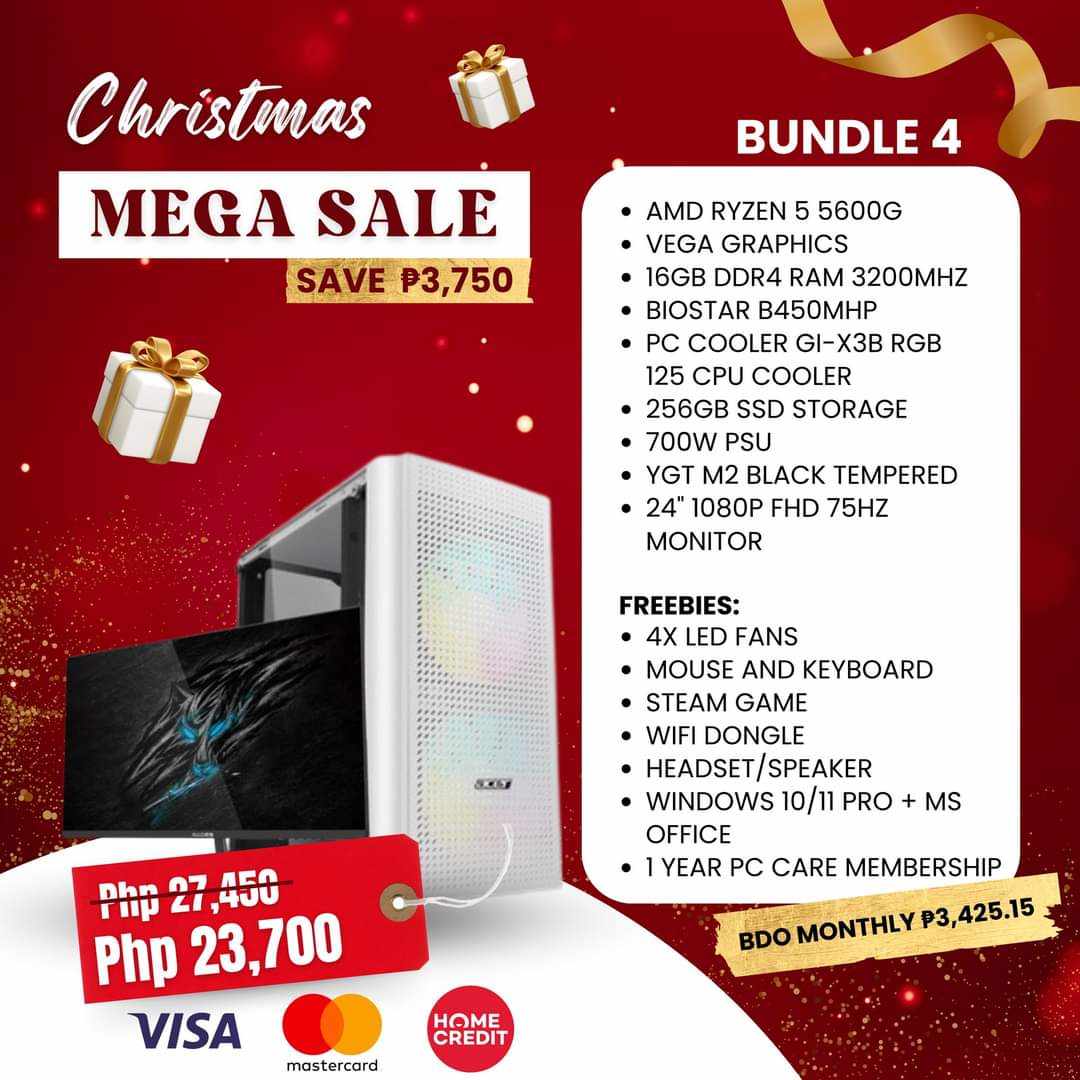 Christmas
MEGA SALE
SAVE ₱3,750
BUNDLE 4
• AMD RYZEN 5 5600G
• VEGA GRAPHICS
• 16GB DDR4 RAM 3200MHZ
• BIOSTAR B450MHP
• PC COOLER GI-X3B RGB
125 CPU COOLER
• 256GB SSD STORAGE
• 700W PSU
• YGT M2 BLACK TEMPERED
• 24" 1080P FHD 75HZ
MONITOR
FREEBIES:
• 4X LED FANS
• MOUSE AND KEYBOARD
• STEAM GAME
• WIFI DONGLE
• HEADSET/SPEAKER
• WINDOWS 10/11 PRO + MS
OFFICE
• 1 YEAR PC CARE MEMBERSHIP
BDO MONTHLY ₱3,425.15
Php 27,450
Php 23,700
VISA
mastercard
HOME
CREDIT